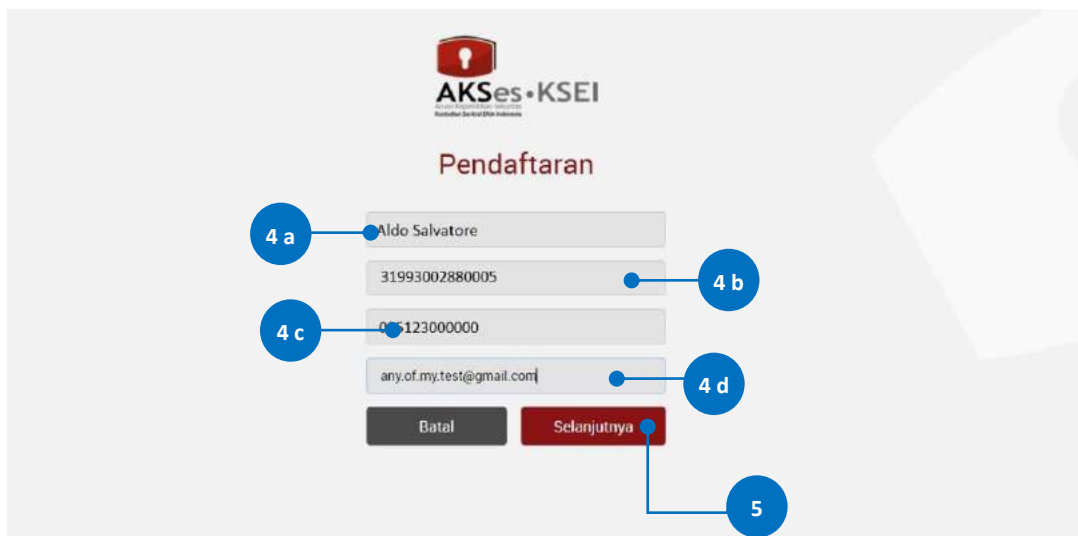 AKSes•KSEI
Pendaftaran
4 a
Aldo Salvatore
31993002880005
4 b
4 c
any.of.my.test@gmail.com
4 d
Batal
Selanjutnya
5